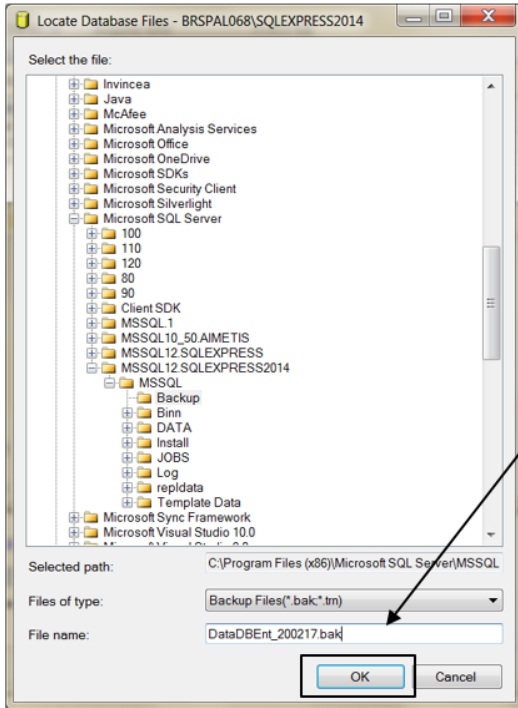 Locate Database Files - BRSPAL068\SQLEXPRESS2014
Select the file:
Invincea
Java
McAfee
Microsoft Analysis Services
Microsoft Office
Microsoft OneDrive
Microsoft SDKs
Microsoft Security Client
Microsoft Silverlight
Microsoft SQL Server
100
110
120
80
90
Client SDK
MSSQL.1
MSSQL10_50.AIMETIS
MSSQL12.SQLEXPRESS
MSSQL12.SQLEXPRESS2014
MSSQL
Backup
Binn
DATA
Install
JOBS
Log
repldata
Template Data
Microsoft Sync Framework
Microsoft Visual Studio 10.0
Selected path: C:\Program Files (x86)\Microsoft SQL Server\MSSQL
Files of type: Backup Files(*.bak;*.trn)
File name: DataDBEnt_200217.bak
OK Cancel